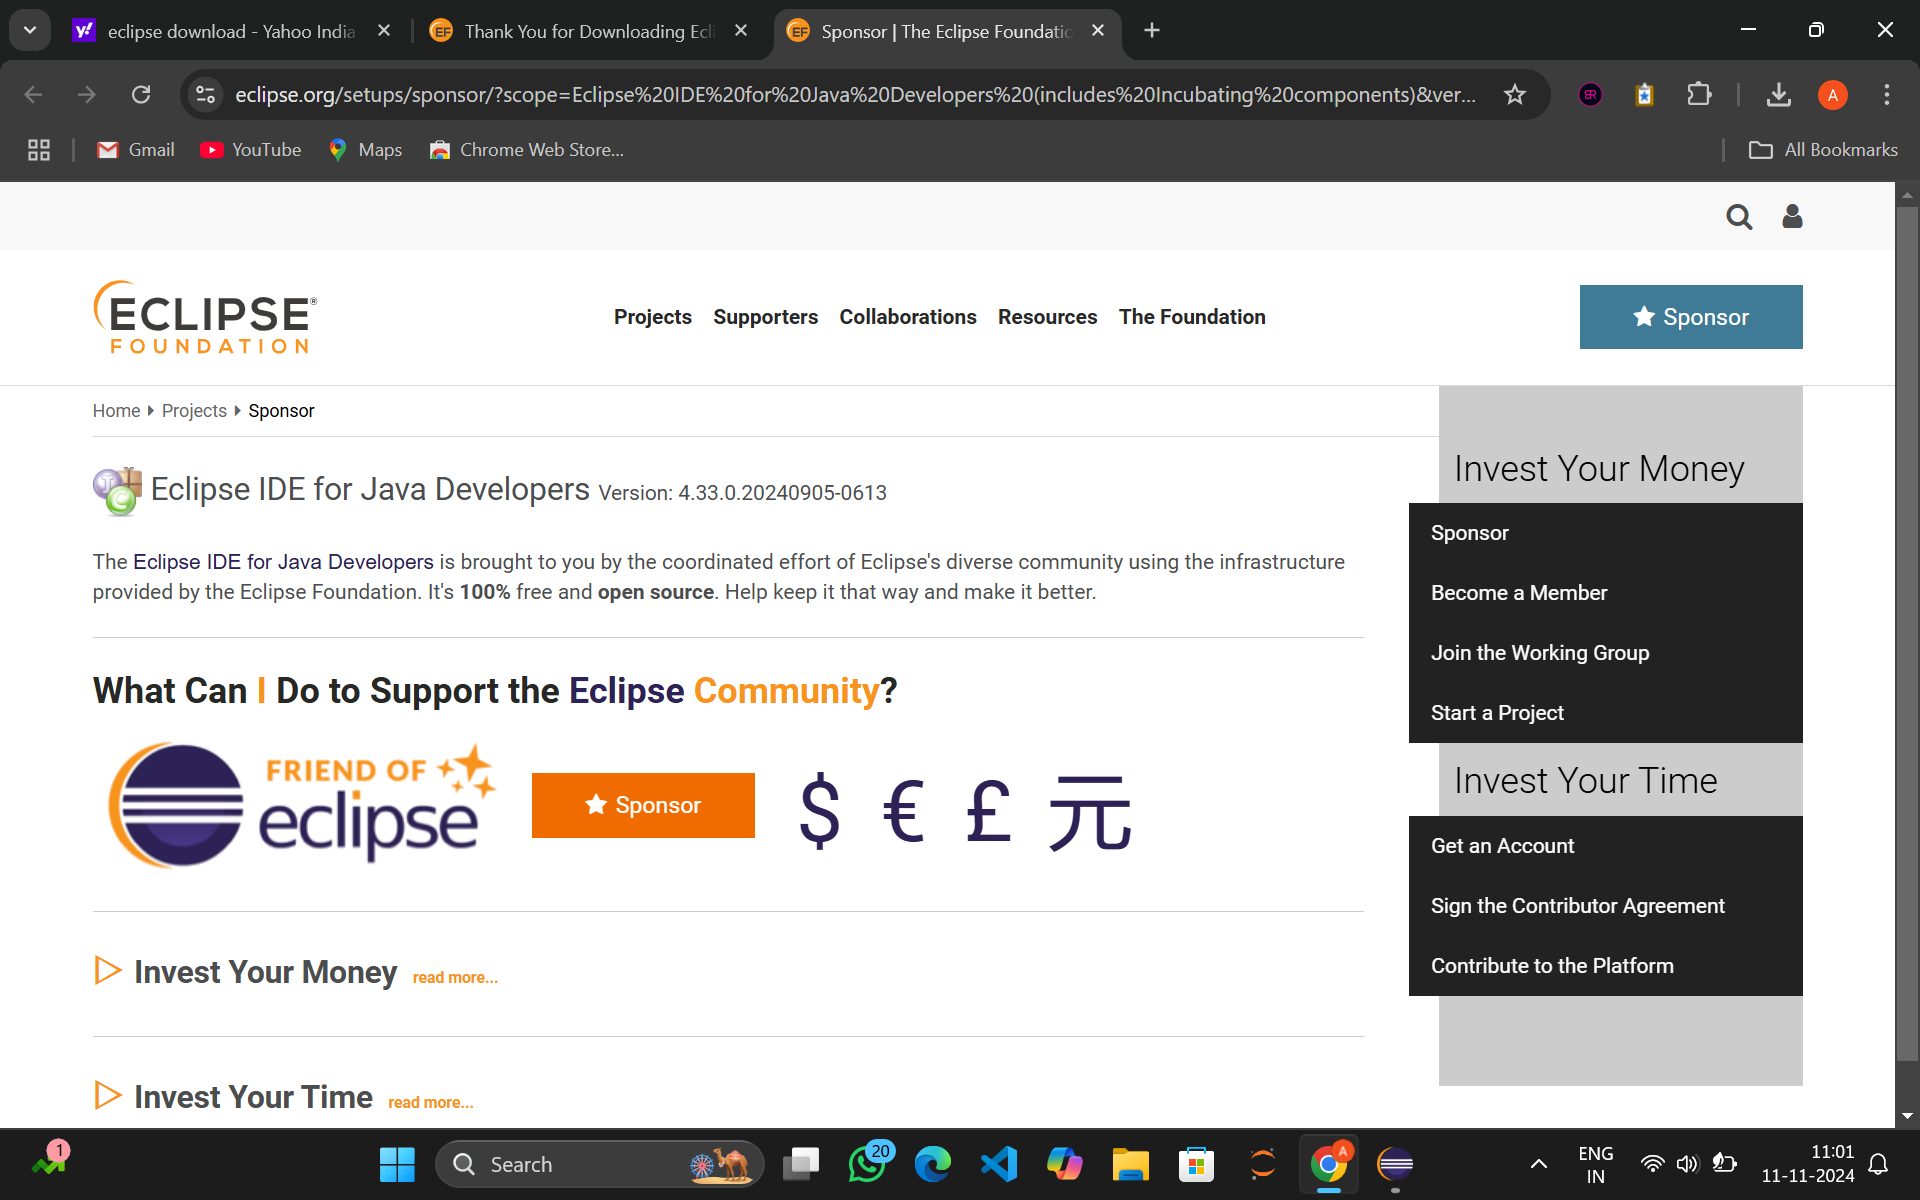 eclipse download - Yahoo India
Thank You for Downloading Ecli
Sponsor | The Eclipse Foundatio
eclipse.org/setups/sponsor/?scope=Eclipse%20IDE%20for%20Java%20Developers%20(includes%20Incubating%20components)&ver...
A
Gmail
YouTube
Maps
Chrome Web Store...
All Bookmarks
ECLIPSE®
FOUNDATION
Projects
Supporters
Collaborations
Resources
The Foundation
Sponsor
Home
Projects
Sponsor
Eclipse IDE for Java Developers Version: 4.33.0.20240905-0613
The Eclipse IDE for Java Developers is brought to you by the coordinated effort of Eclipse's diverse community using the infrastructure
provided by the Eclipse Foundation. It's 100% free and open source. Help keep it that way and make it better.
What Can I Do to Support the Eclipse Community?
FRIEND OF
eclipse
Sponsor
$ € £ 元
Invest Your Money read more...
Invest Your Time read more...
Invest Your Money
Sponsor
Become a Member
Join the Working Group
Start a Project
Invest Your Time
Get an Account
Sign the Contributor Agreement
Contribute to the Platform
1
Search
20
A
ENG
IN
11:01
11-11-2024